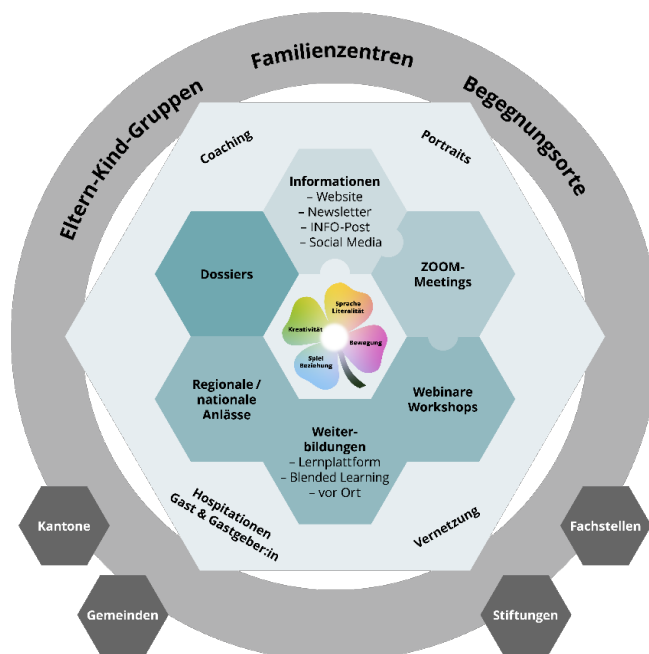 Familienzentren
Eltern-Kind-Gruppen
Begegnungsorte
Coaching
Portraits
Informationen
– Website
– Newsletter
– INFO-Post
– Social Media
Dossiers
ZOOM-
Meetings
Sprache
Literalität
Kreativität
Bewegung
Spiel
Beziehung
Regionale /
nationale
Anlässe
Webinare
Workshops
Weiter-
bildungen
– Lernplattform
– Blended Learning
– vor Ort
Hospitationen
Gast & Gastgeber:in
Vernetzung
Kantone
Fachstellen
Gemeinden
Stiftungen